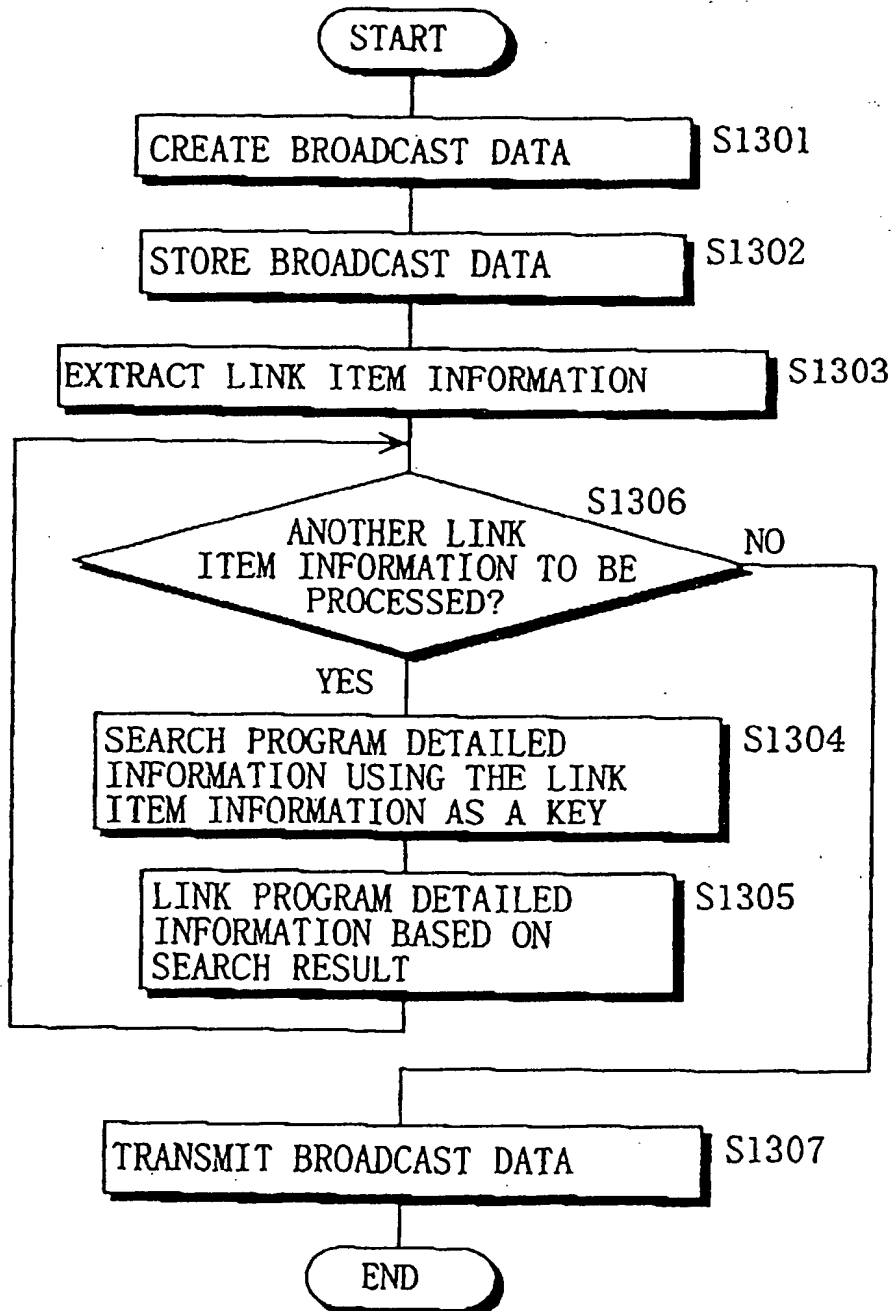 START
CREATE BROADCAST DATA
S1301
STORE BROADCAST DATA
S1302
EXTRACT LINK ITEM INFORMATION
S1303
S1306
ANOTHER LINK
ITEM INFORMATION TO BE
PROCESSED?
NO
YES
SEARCH PROGRAM DETAILED
INFORMATION USING THE LINK
ITEM INFORMATION AS A KEY
S1304
LINK PROGRAM DETAILED
INFORMATION BASED ON
SEARCH RESULT
S1305
TRANSMIT BROADCAST DATA
S1307
END